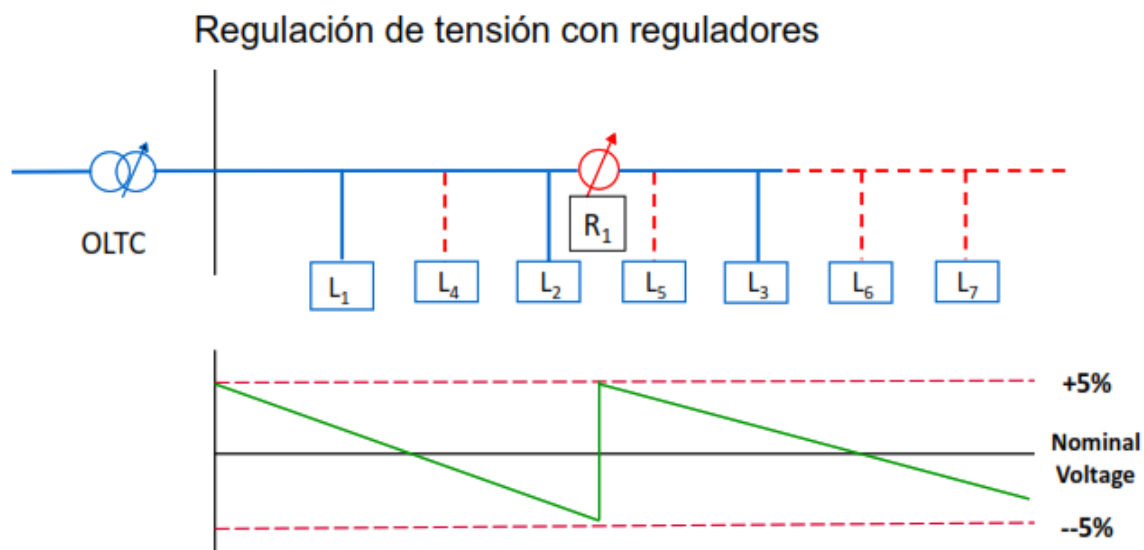 Regulación de tensión con reguladores
OLTC
R₁
L₁
L₄
L₂
L₅
L₃
L₆
L₇
+5%
Nominal
Voltage
--5%